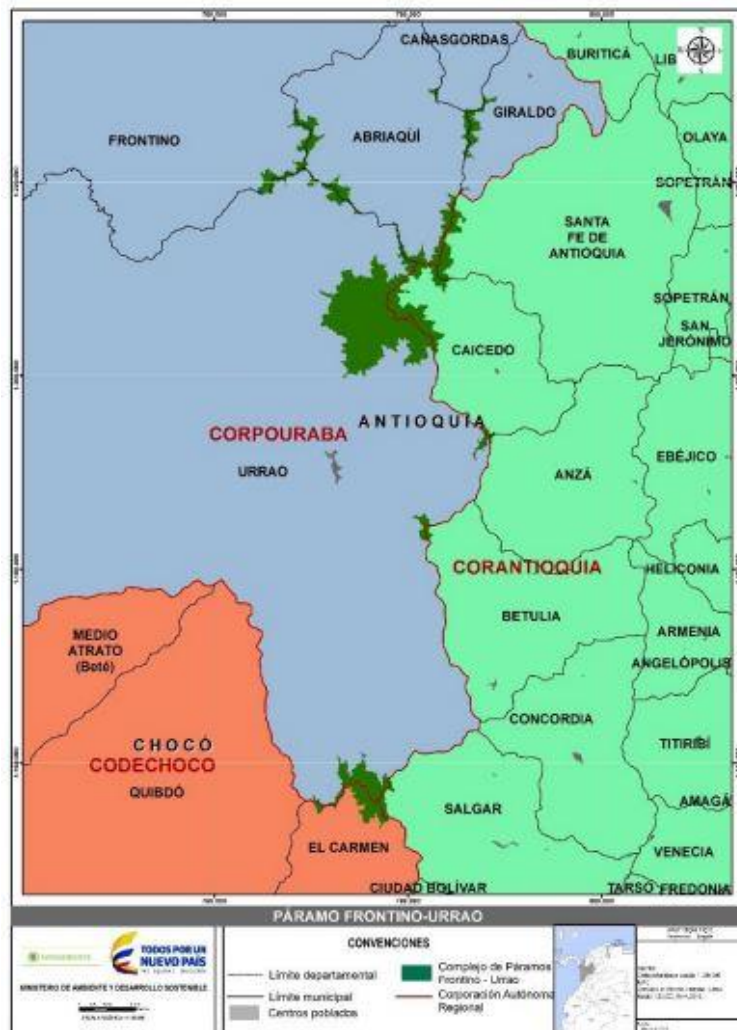 CAÑASGORDAS
BURITICÁ
LIB
GIRALDO
FRONTINO
ABRIAQUÍ
OLAYA
SOPETRÁN
SANTA
FE DE
ANTIOQUIA
SOPETRÁN
SAN
JERÓNIMO
CAICEDO
ANTIOQUIA
CORPOURABA
URRAO
EBÉJICO
ANZÁ
CORANTIOQUIA
HELICONIA
BETULIA
ARMENIA
MEDIO
ATRATO
(Beté)
ANGELÓPOLIS
CONCORDIA
CHOCÓ
CODECHOCO
QUIBDÓ
TITIRIBÍ
SALGAR
AMAGÁ
EL CARMEN
VENECIA
CIUDAD BOLÍVAR
TARSO
FREDONIA
PÁRAMO FRONTINO-URRAO
CONVENCIONES
TODOS POR UN
NUEVO PAÍS
MINISTERIO DE AMBIENTE Y DESARROLLO SOSTENIBLE
Límite departamental
Límite municipal
Centros poblados
Complejo de Páramos
Frontino - Urrao
Corporación Autónoma
Regional